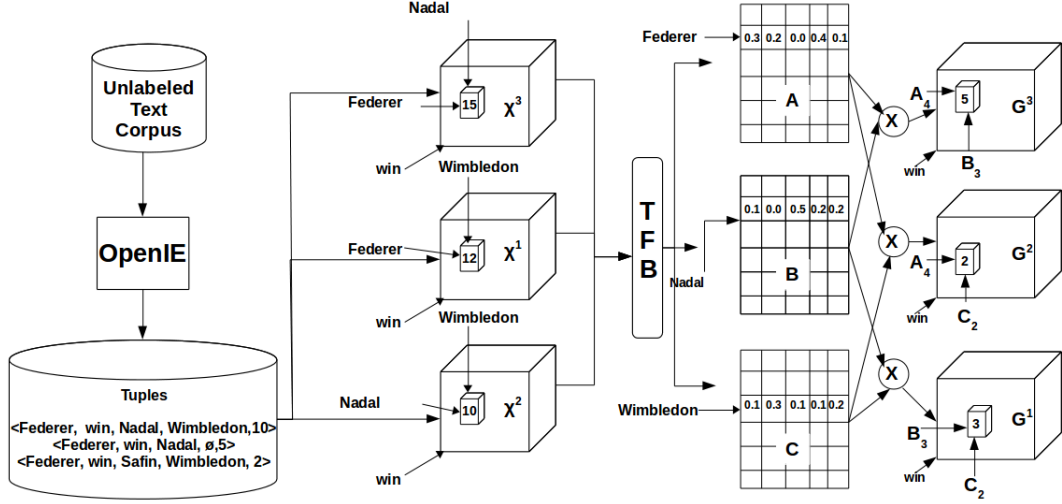 Unlabeled
Text
Corpus
OpenIE
Tuples
<Federer, win, Nadal, Wimbledon,10>
<Federer, win, Nadal, ø,5>
<Federer, win, Safin, Wimbledon, 2>
Nadal
Federer
15
X³
win
Wimbledon
Federer
12
X¹
win
Wimbledon
Nadal
10
X²
win
T
F
B
Federer
0.3 0.2 0.0 0.4 0.1
A
Nadal
0.1 0.0 0.5 0.2 0.2
B
Wimbledon
0.1 0.3 0.1 0.1 0.2
C
X
A₄
5
G³
win
B₃
X
A₄
2
G²
win
C₂
X
B₃
3
G¹
win
C₂